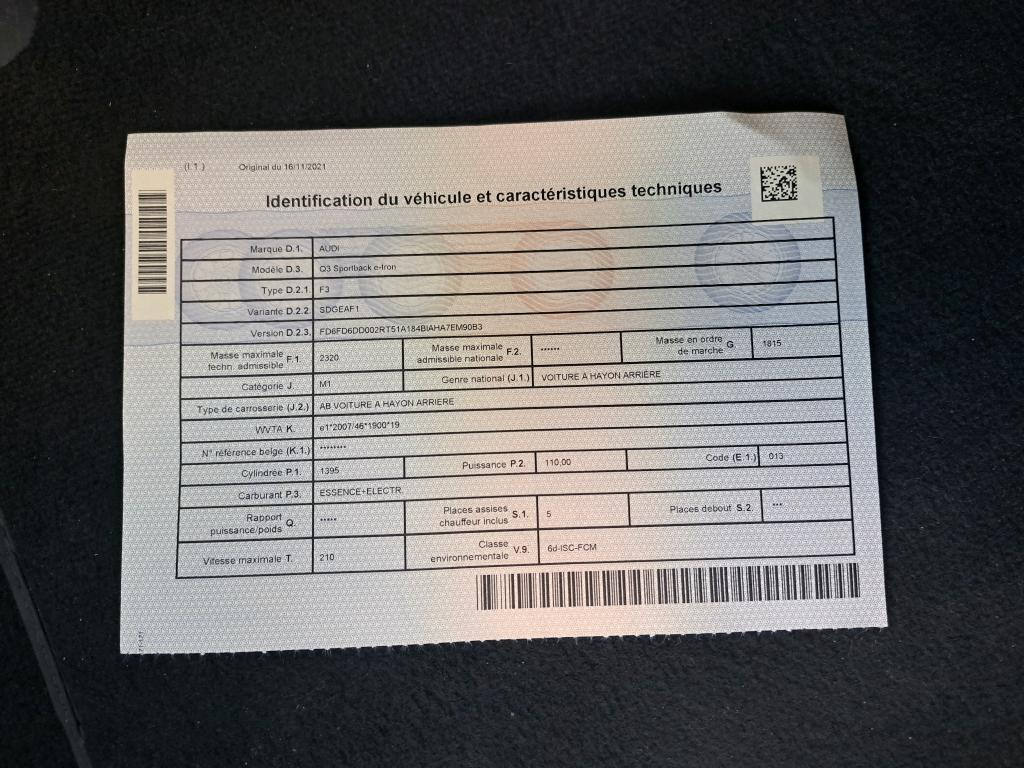 (I.1.) Original du 16/11/2021
Identification du véhicule et caractéristiques techniques
Marque D.1. AUDI
Modèle D.3. Q3 Sportback e-tron
Type D.2.1. F3
Variante D.2.2. SDGEAF1
Version D.2.3. FD6FD6DD002RT51A184BIAHA7EM90B3
Masse maximale techn. admissible F.1. 2320 Masse maximale admissible nationale F.2. ****** Masse en ordre de marche G. 1815
Catégorie J. M1 Genre national (J.1.) VOITURE A HAYON ARRIERE
Type de carrosserie (J.2.) AB VOITURE A HAYON ARRIERE
WVTA K. e1*2007/46*1900*19
N° référence belge (K.1.) ********
Cylindrée P.1. 1395 Puissance P.2. 110,00 Code (E.1.) 013
Carburant P.3. ESSENCE+ELECTR.
Rapport puissance/poids Q. ***** Places assises chauffeur inclus S.1. 5 Places debout S.2. ***
Vitesse maximale T. 210 Classe environnementale V.9. 6d-ISC-FCM